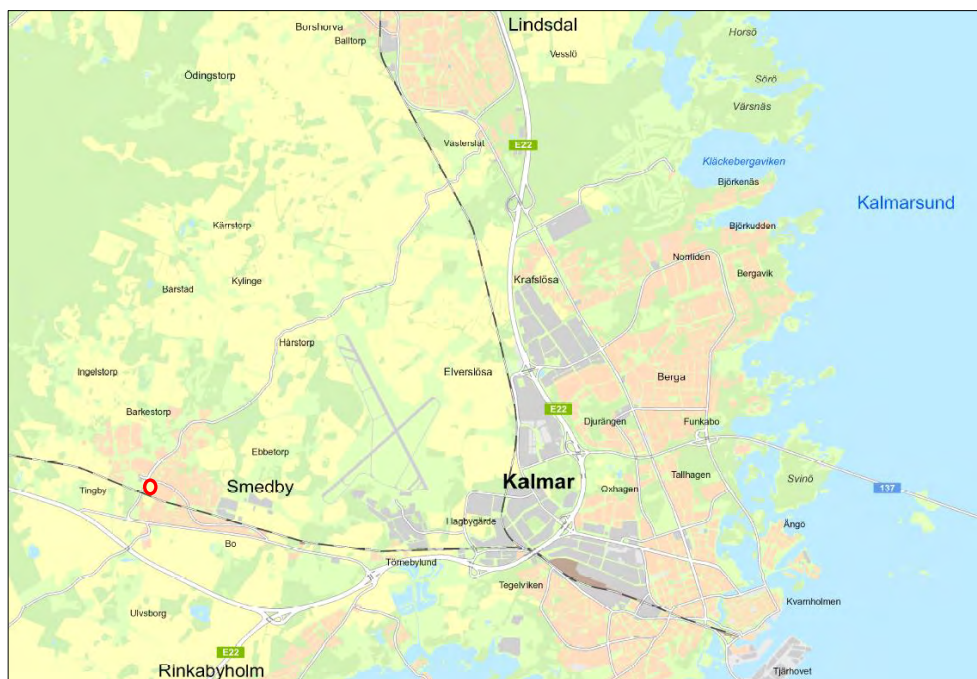 Lindsdal
Borshorva
Balltorp
Vesslö
Horsö
Ödingstorp
Sörö
Värsnäs
Västerslät
E22
Kläckebergaviken
Björkenäs
Kalmarsund
Kärrstorp
Björkudden
Norrliden
Bergavik
Krafslösa
Kylinge
Barstad
Hårstorp
Ingelstorp
Elverslösa
Berga
Barkestorp
E22
Djurängen
Funkabo
Ebbetorp
Tingby
Smedby
Kalmar
Oxhagen
Tallhagen
Svinö
137
Hagbygärde
Ängö
Bo
Törnebylund
Tegelviken
Kvarnholmen
Ulvsborg
E22
Rinkabyholm
Tjärhovet